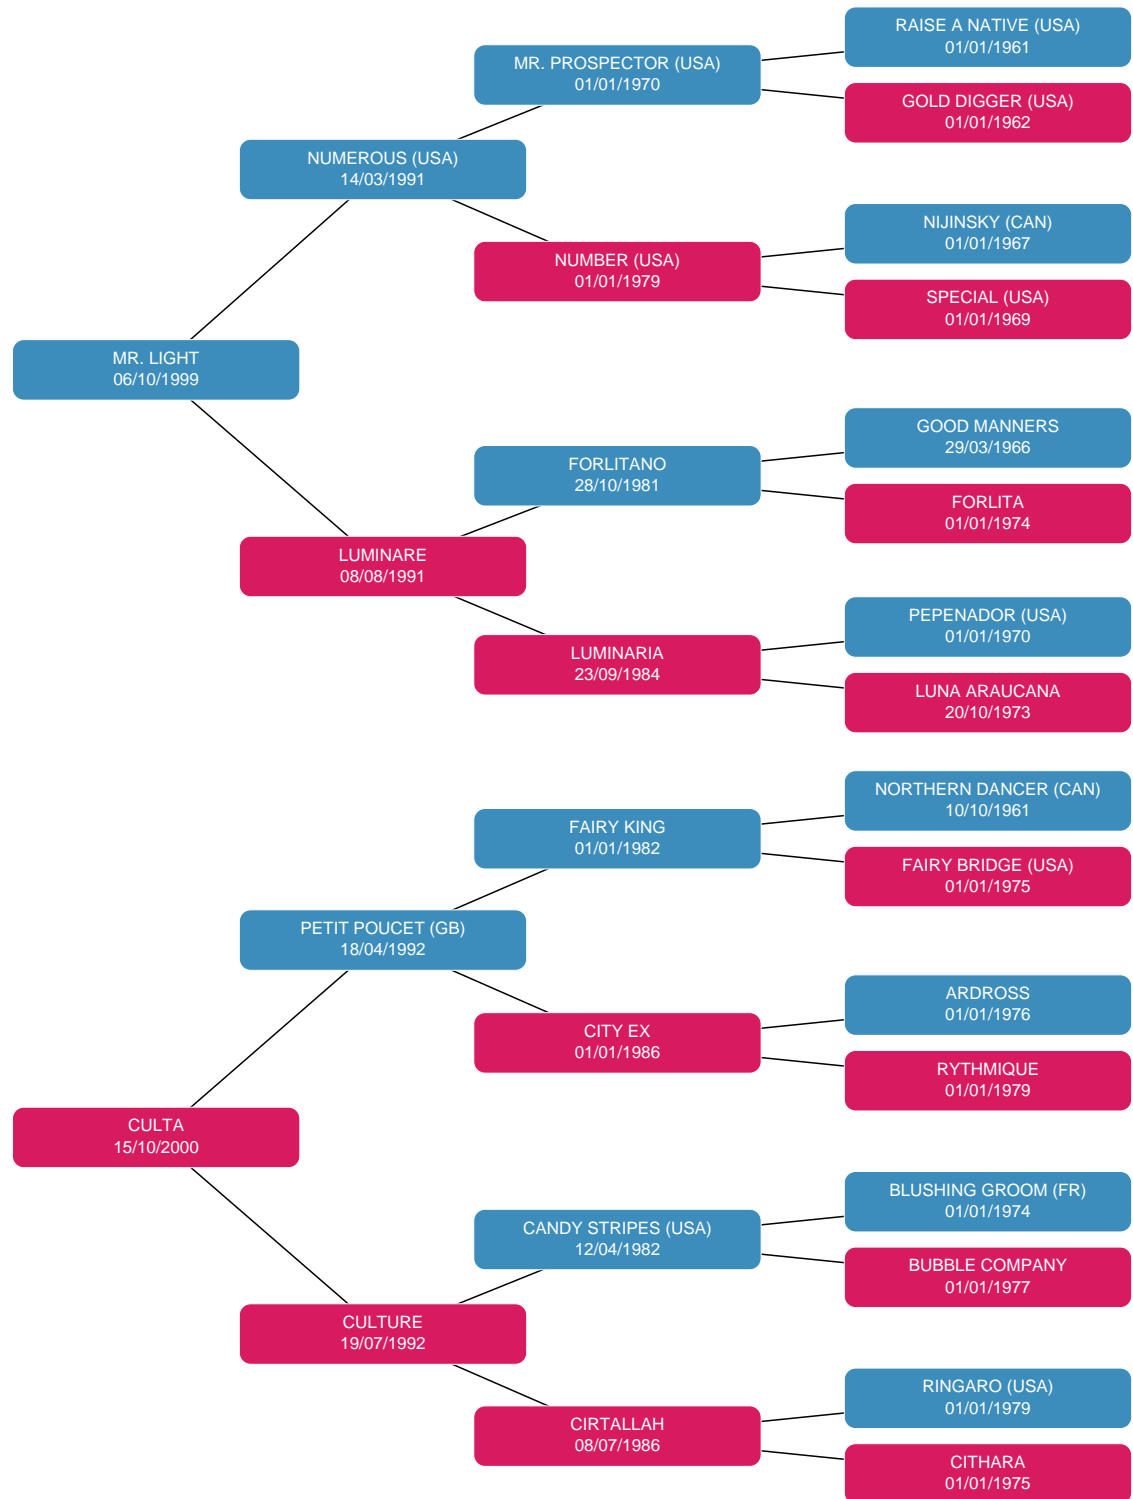 RAISE A NATIVE (USA)
01/01/1961
MR. PROSPECTOR (USA)
01/01/1970
GOLD DIGGER (USA)
01/01/1962
NUMEROUS (USA)
14/03/1991
NIJINSKY (CAN)
01/01/1967
NUMBER (USA)
01/01/1979
SPECIAL (USA)
01/01/1969
MR. LIGHT
06/10/1999
GOOD MANNERS
29/03/1966
FORLITANO
28/10/1981
FORLITA
01/01/1974
LUMINARE
08/08/1991
PEPENADOR (USA)
01/01/1970
LUMINARIA
23/09/1984
LUNA ARAUCANA
20/10/1973
NORTHERN DANCER (CAN)
10/10/1961
FAIRY KING
01/01/1982
FAIRY BRIDGE (USA)
01/01/1975
PETIT POUCET (GB)
18/04/1992
ARDROSS
01/01/1976
CITY EX
01/01/1986
RYTHMIQUE
01/01/1979
CULTA
15/10/2000
BLUSHING GROOM (FR)
01/01/1974
CANDY STRIPES (USA)
12/04/1982
BUBBLE COMPANY
01/01/1977
CULTURE
19/07/1992
RINGARO (USA)
01/01/1979
CIRTALLAH
08/07/1986
CITHARA
01/01/1975